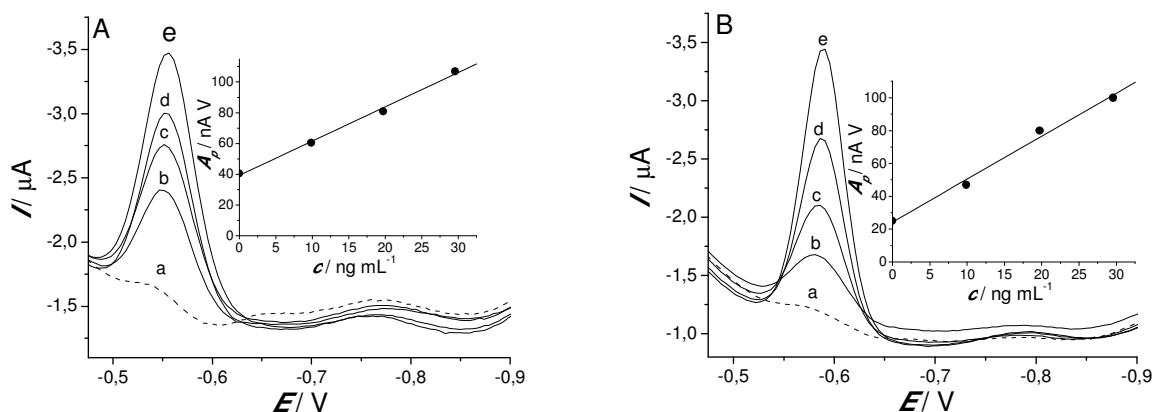 A
-3,5
-3,0
-2,5
-2,0
-1,5
I/ µA
-0,5 -0,6 -0,7 -0,8 -0,9
E/ V
e
d
c
b
a
100
80
60
40
20
0
Ap/ nA V
0 5 10 15 20 25 30
c/ ng mL⁻¹
B
-3,5
-3,0
-2,5
-2,0
-1,5
-1,0
I/ µA
-0,5 -0,6 -0,7 -0,8 -0,9
E/ V
e
d
c
b
a
100
80
60
40
20
0
Ap/ nA V
0 5 10 15 20 25 30
c/ ng mL⁻¹